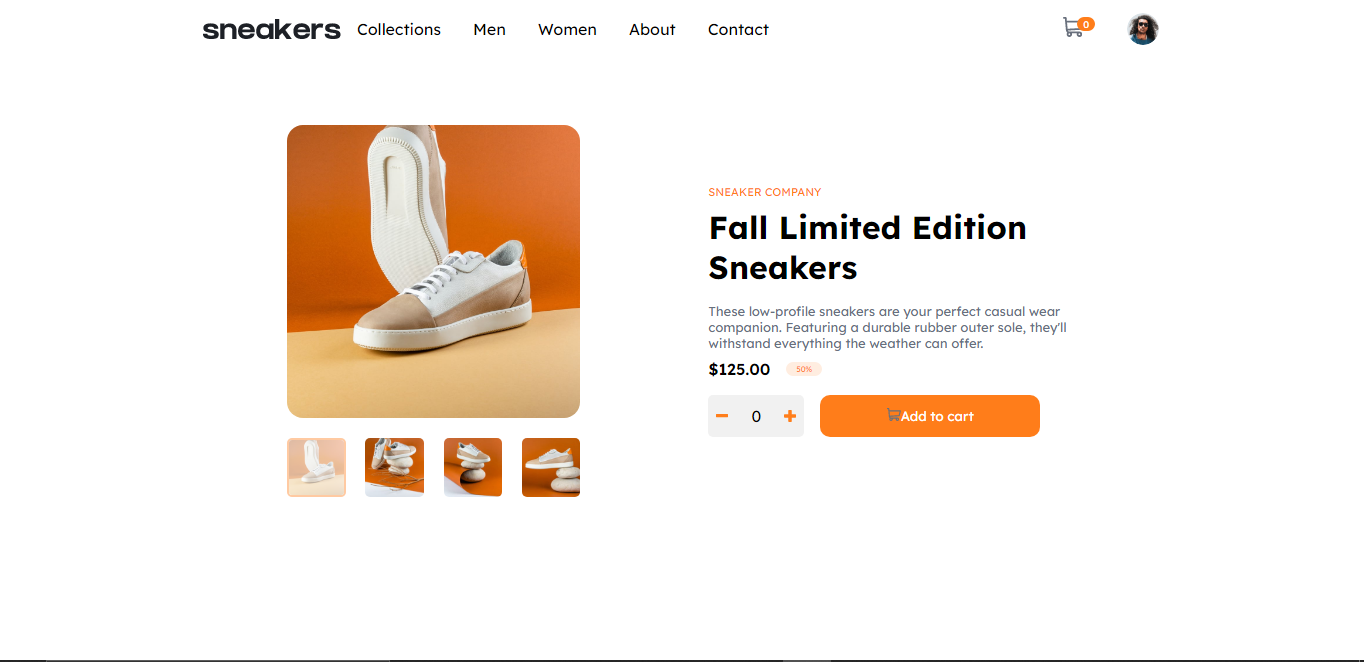 sneakers Collections Men Women About Contact 0
SNEAKER COMPANY
Fall Limited Edition
Sneakers
These low-profile sneakers are your perfect casual wear
companion. Featuring a durable rubber outer sole, they'll
withstand everything the weather can offer.
$125.00 50%
0 Add to cart